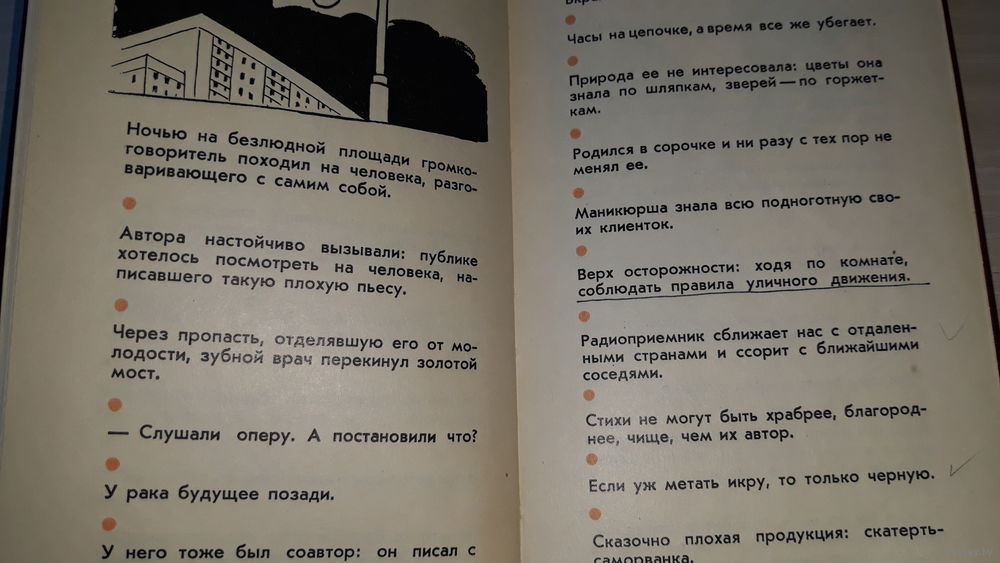 Ночью на безлюдной площади громко-
говоритель походил на человека, разго-
варивающего с самим собой.
Автора настойчиво вызывали: публике
хотелось посмотреть на человека, на-
писавшего такую плохую пьесу.
Через пропасть, отделявшую его от мо-
лодости, зубной врач перекинул золотой
мост.
— Слушали оперу. А постановили что?
У рака будущее позади.
У него тоже был соавтор: он писал с
Часы на цепочке, а время все же убегает.
Природа ее не интересовала: цветы она
знала по шляпкам, зверей — по горжет-
кам.
Родился в сорочке и ни разу с тех пор не
менял ее.
Маникюрша знала всю подноготную сво-
их клиенток.
Верх осторожности: ходя по комнате,
соблюдать правила уличного движения.
Радиоприемник сближает нас с отдален-
ными странами и ссорит с ближайшими
соседями.
Стихи не могут быть храбрее, благород-
нее, чище, чем их автор.
Если уж метать икру, то только черную.
Сказочно плохая продукция: скатерть-
саморванка.